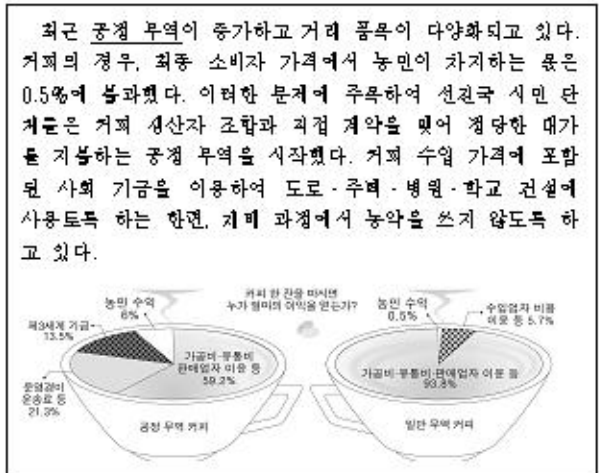 최근 공정 무역이 증가하고 거래 품목이 다양화되고 있다.
커피의 경우, 최종 소비자 가격에서 농민이 차지하는 몫은
0.5%에 불과했다. 이러한 문제에 주목하여 선진국 시민 단
체들은 커피 생산자 조합과 직접 계약을 맺어 정당한 대가
를 지불하는 공정 무역을 시작했다. 커피 수입 가격에 포함
된 사회 기금을 이용하여 도로·주택·병원·학교 건설에
사용토록 하는 한편, 재배 과정에서 농약을 쓰지 않도록 하
고 있다.
커피 한 잔을 마시면
누가 얼마의 이익을 얻는가?
농민 수익
6%
제3세계 기금
13.5%
운영경비
운송료 등
21.3%
가공비·유통비
판매업자 이윤 등
59.2%
공정 무역 커피
농민 수익
0.5%
수입업자 비용
이윤 등 5.7%
가공비·유통비·판매업자 이윤 등
93.8%
일반 무역 커피